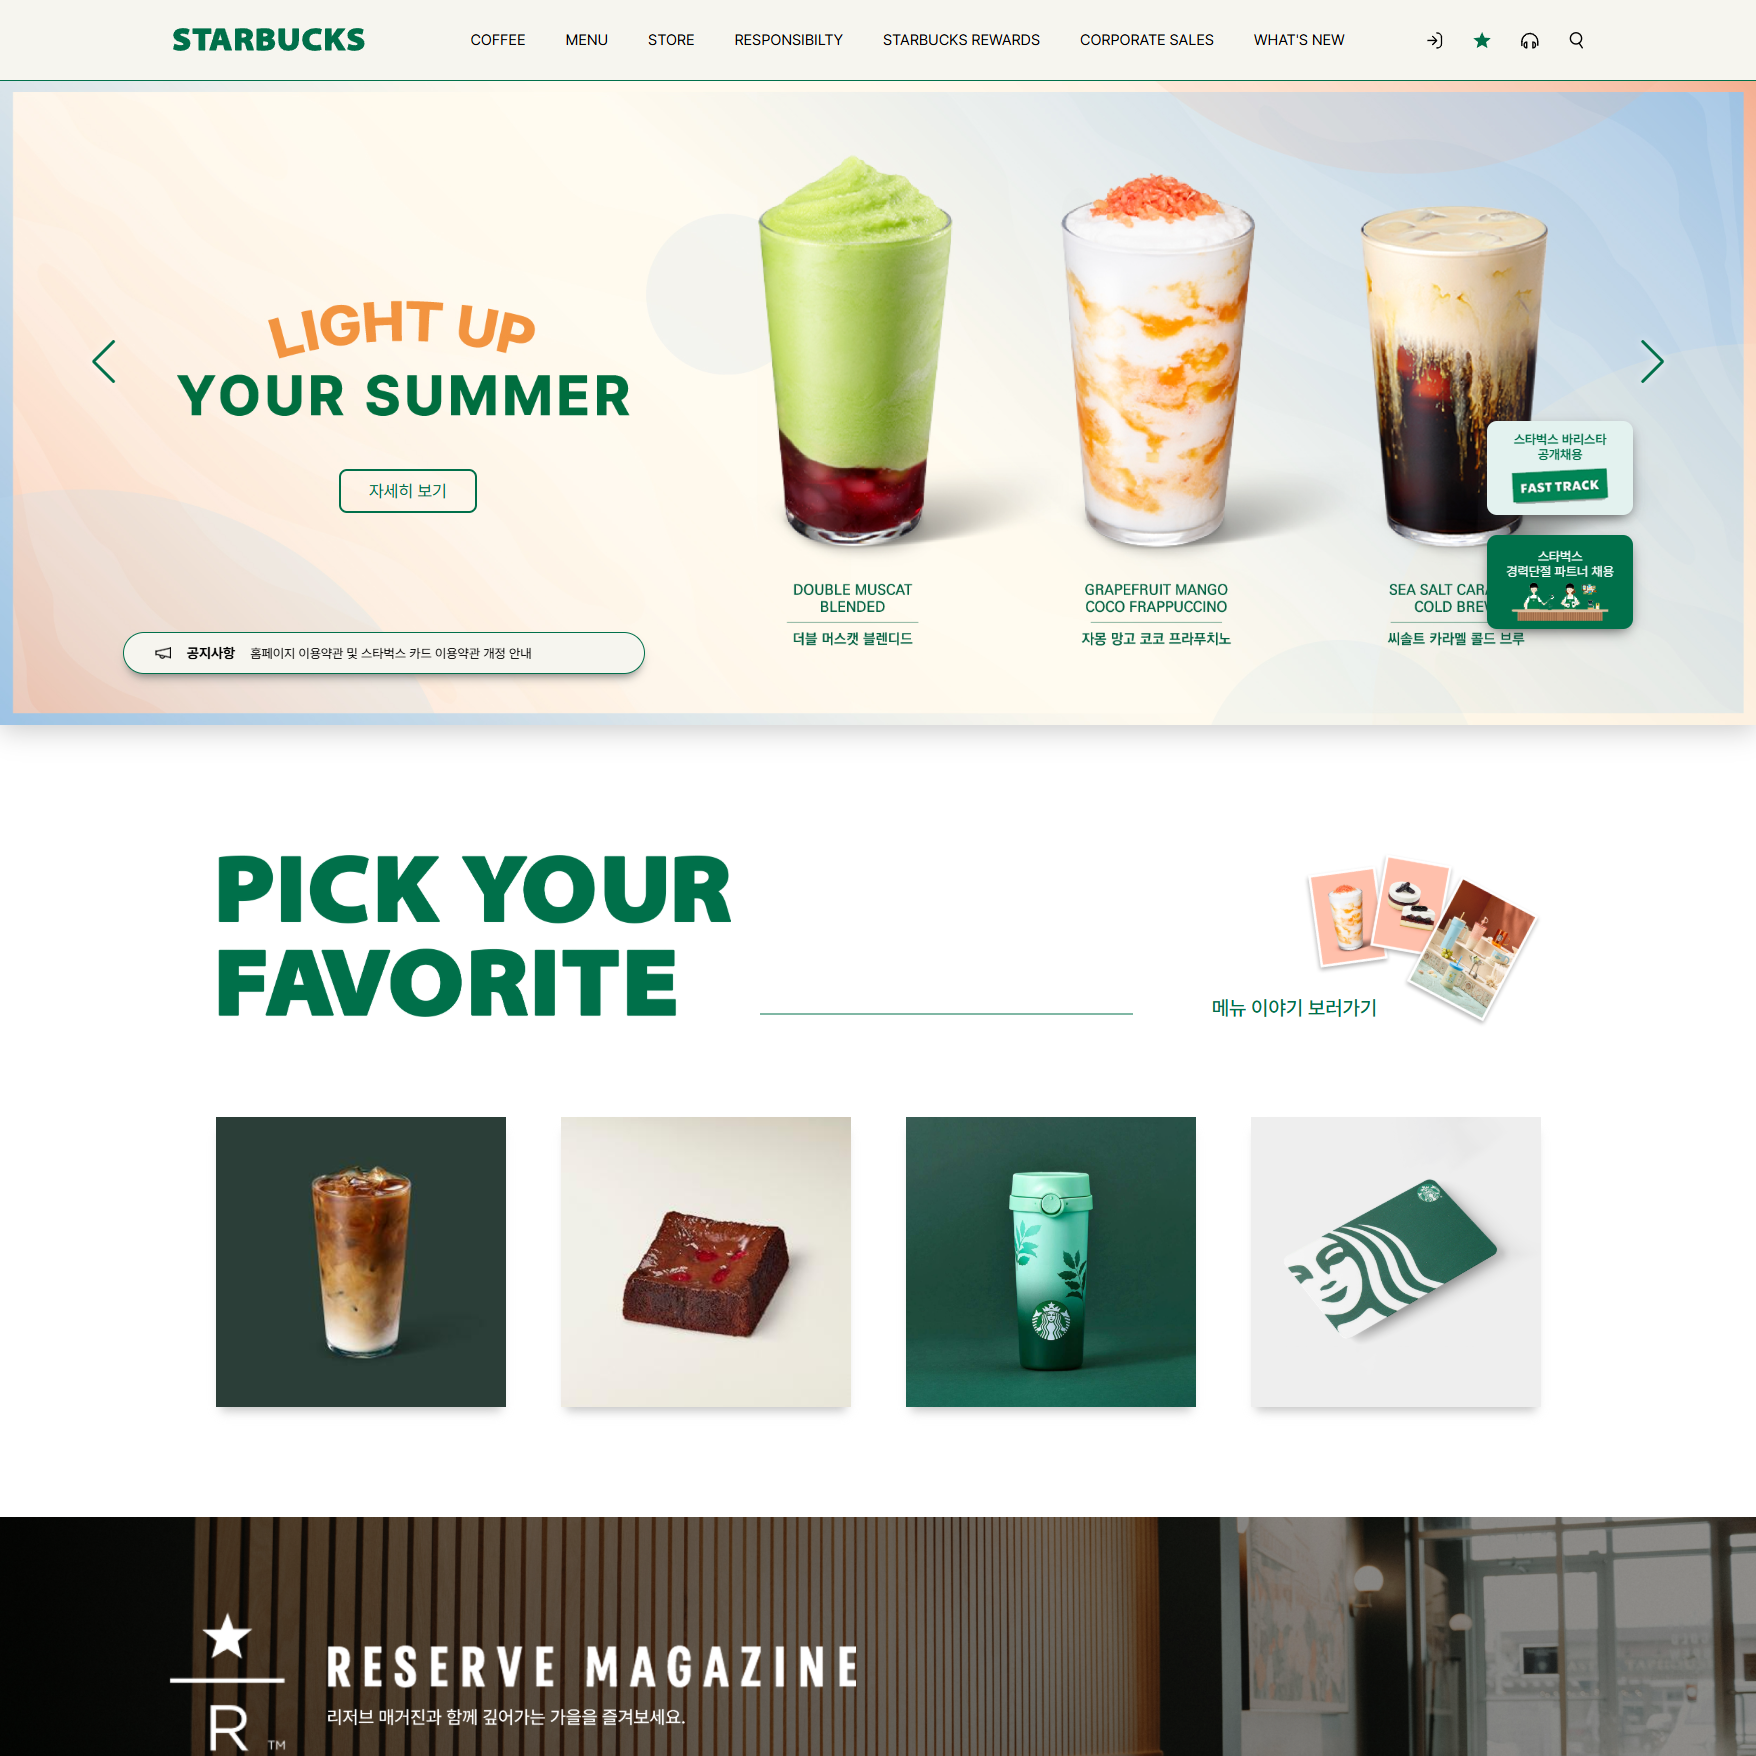 STARBUCKS
COFFEE
MENU
STORE
RESPONSIBILTY
STARBUCKS REWARDS
CORPORATE SALES
WHAT'S NEW
LIGHT UP
YOUR SUMMER
자세히 보기
DOUBLE MUSCAT
BLENDED
더블 머스캣 블렌디드
GRAPEFRUIT MANGO
COCO FRAPPUCCINO
자몽 망고 코코 프라푸치노
SEA SALT CARA
COLD BREW
씨솔트 카라멜 콜드 브루
스타벅스 바리스타
공개채용
FAST TRACK
스타벅스
경력단절 파트너 채용
공지사항 홈페이지 이용약관 및 스타벅스 카드 이용약관 개정 안내
PICK YOUR
FAVORITE
메뉴 이야기 보러가기
R TM
RESERVE MAGAZINE
리저브 매거진과 함께 깊어가는 가을을 즐겨보세요.